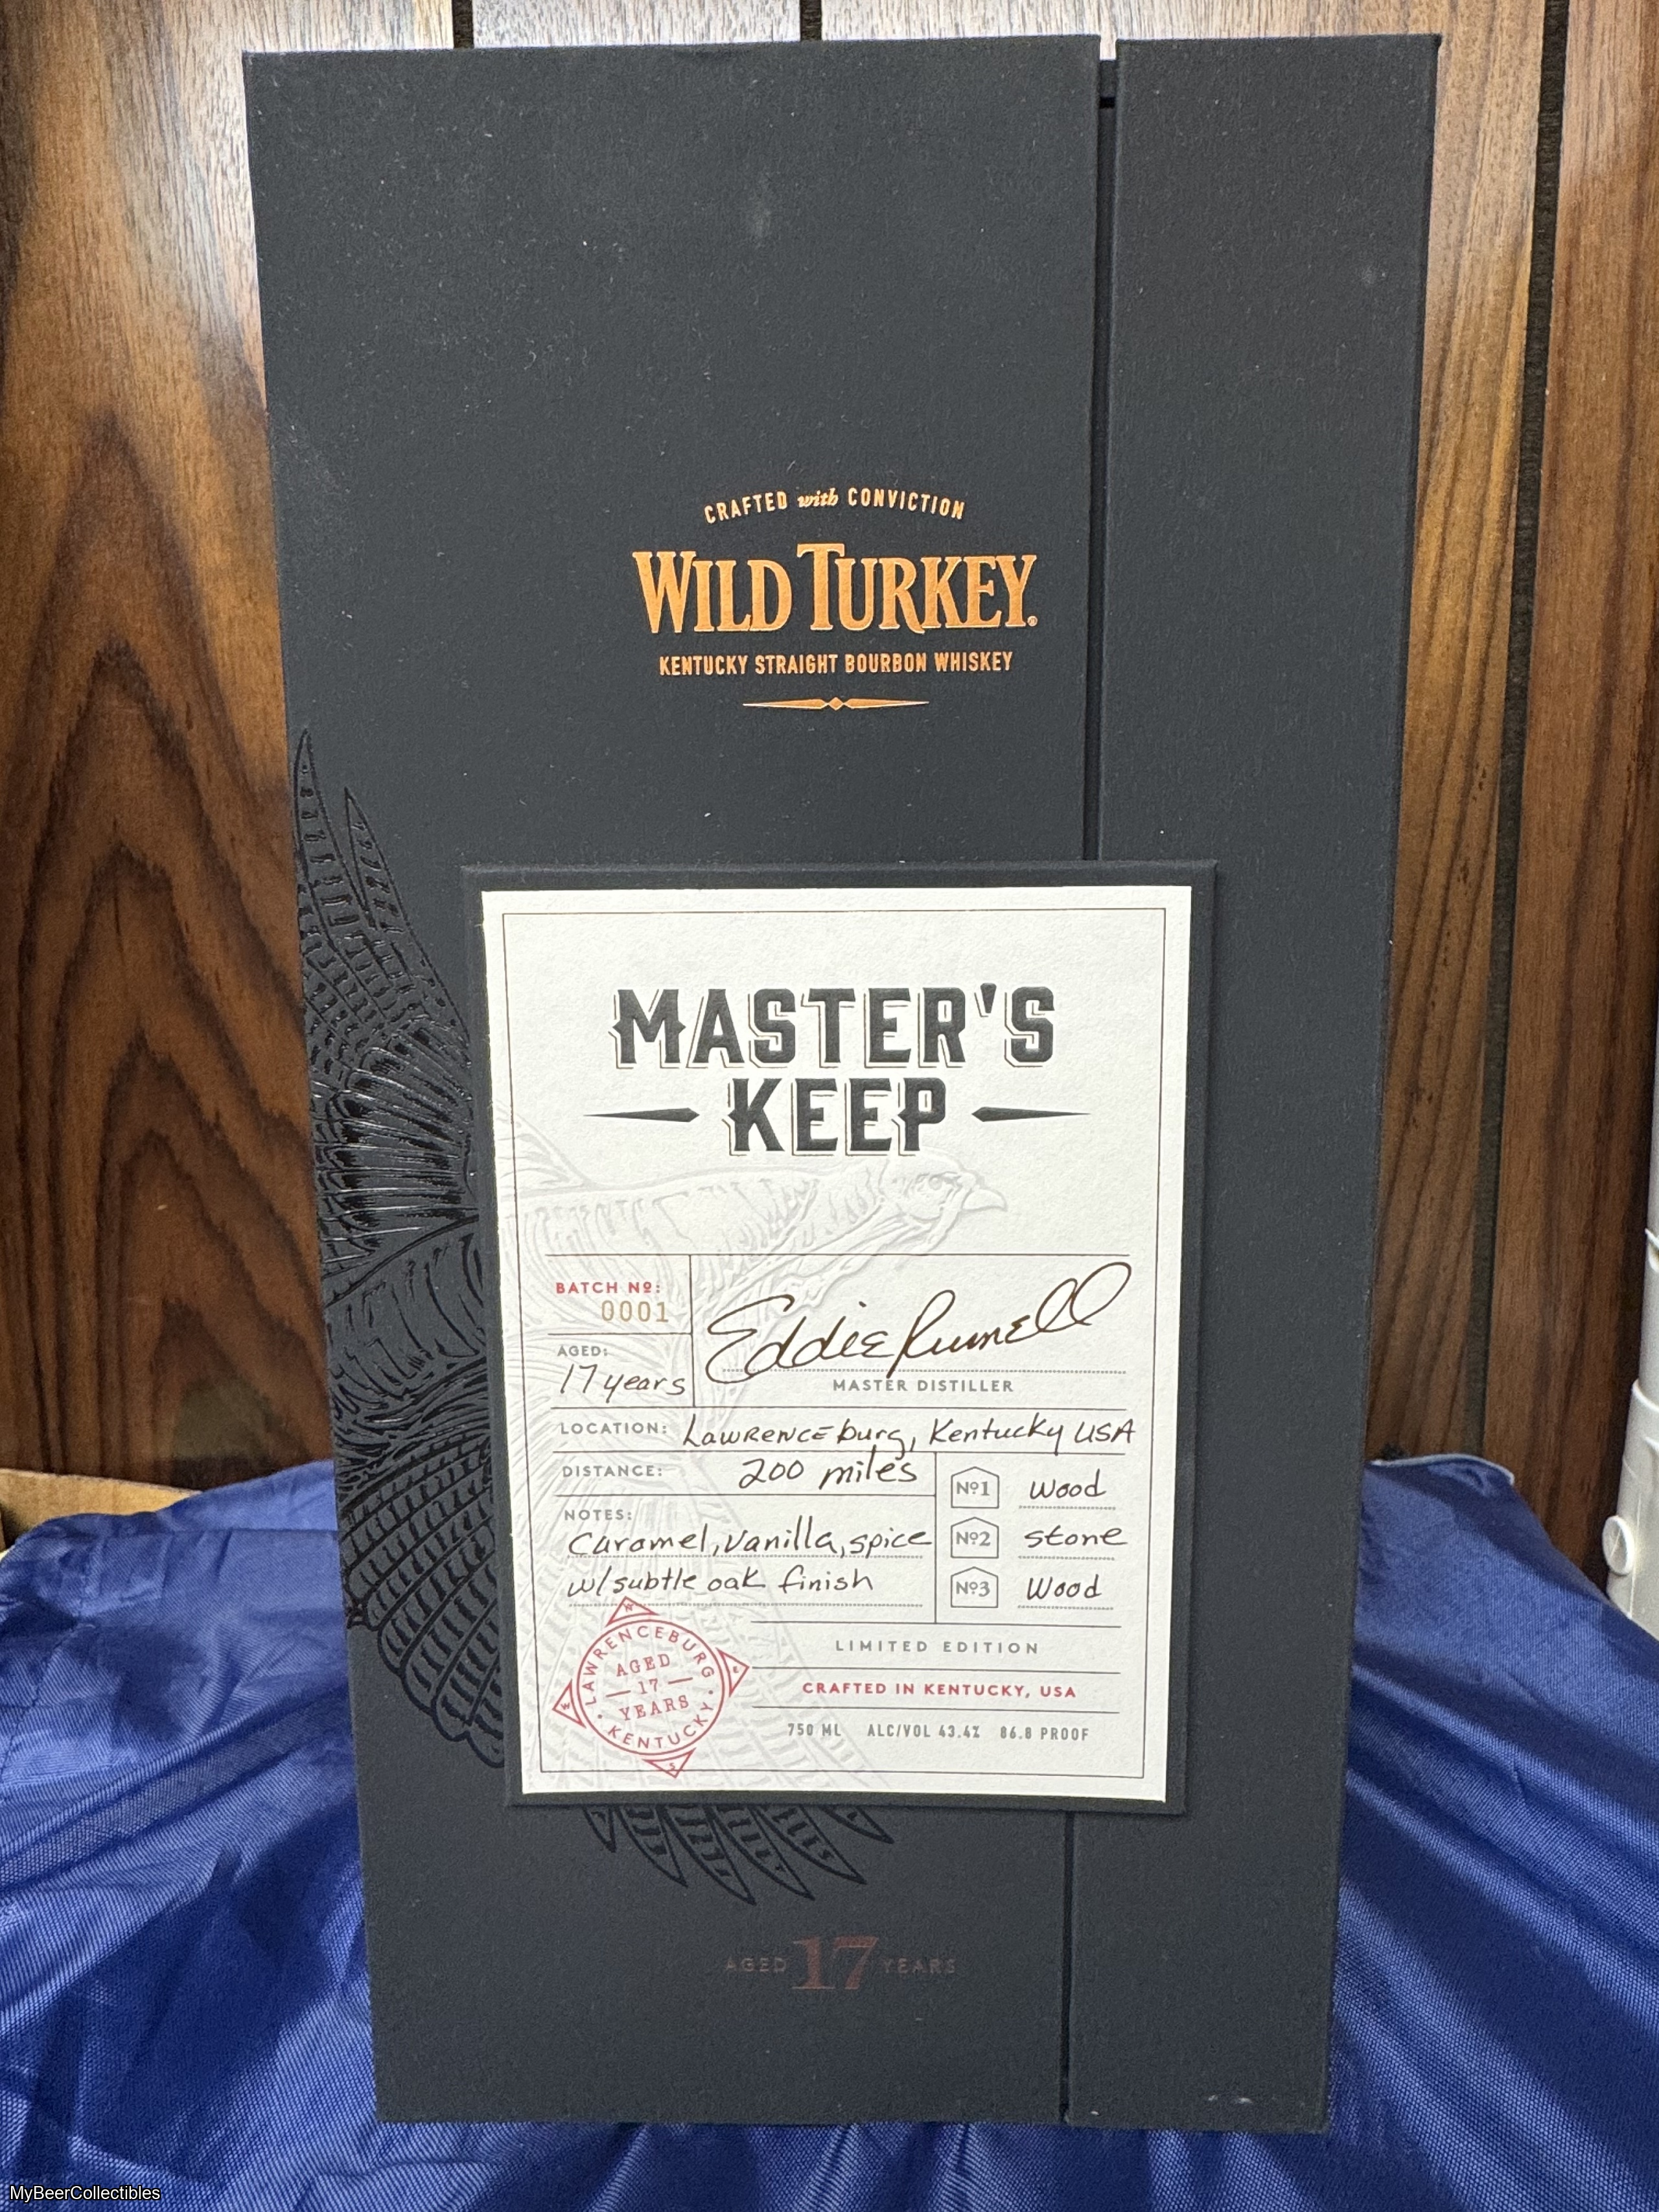 CRAFTED with CONVICTION
WILD TURKEY®
KENTUCKY STRAIGHT BOURBON WHISKEY
MASTER'S
KEEP
BATCH Nº:
0001
Eddie Russell
MASTER DISTILLER
AGED:
17 years
LOCATION: Lawrenceburg, Kentucky USA
DISTANCE: 200 miles
NOTES:
Caramel, vanilla, spice
w/subtle oak finish
Nº1 Wood
Nº2 stone
Nº3 Wood
LAWRENCEBURG
AGED
17
YEARS
KENTUCKY
LIMITED EDITION
CRAFTED IN KENTUCKY, USA
750 ML ALC/VOL 43.4% 86.8 PROOF
AGED 17 YEARS
MyBeerCollectibles